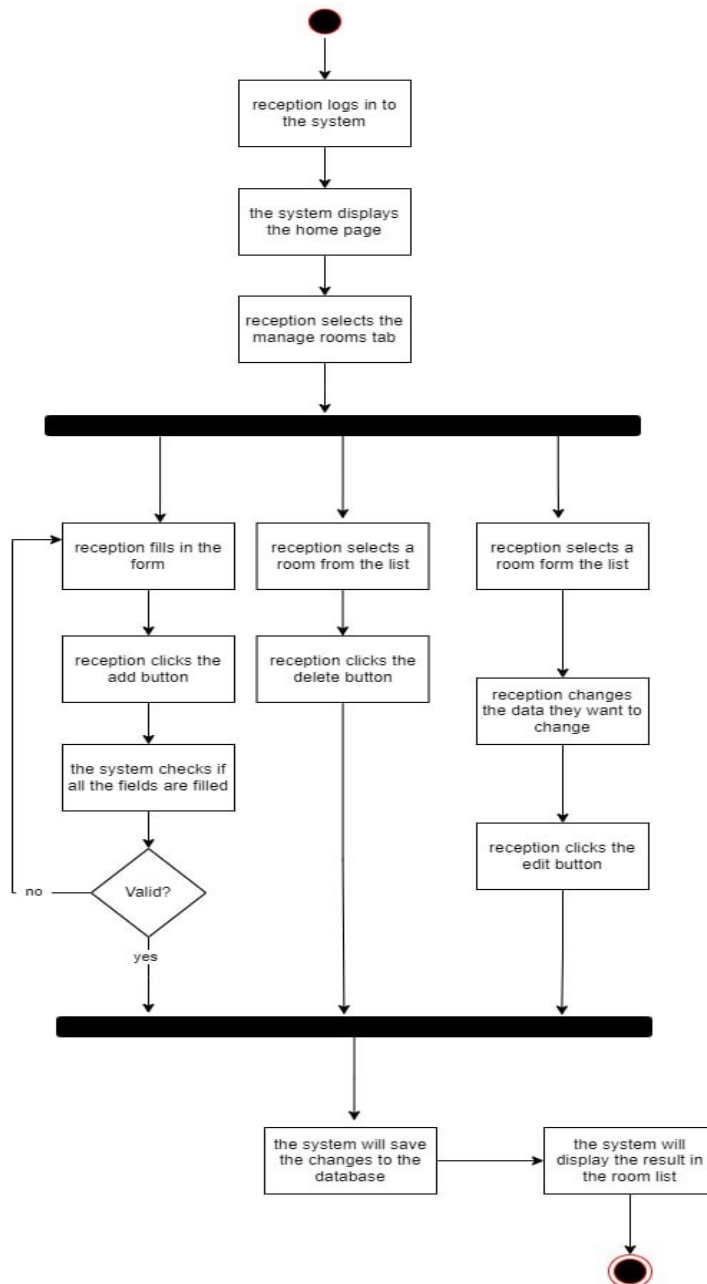 reception logs in to
the system
the system displays
the home page
reception selects the
manage rooms tab
reception fills in the
form
reception selects a
room from the list
reception selects a
room form the list
reception clicks the
add button
reception clicks the
delete button
reception changes
the data they want to
change
the system checks if
all the fields are filled
reception clicks the
edit button
Valid?
no
yes
the system will save
the changes to the
database
the system will
display the result in
the room list